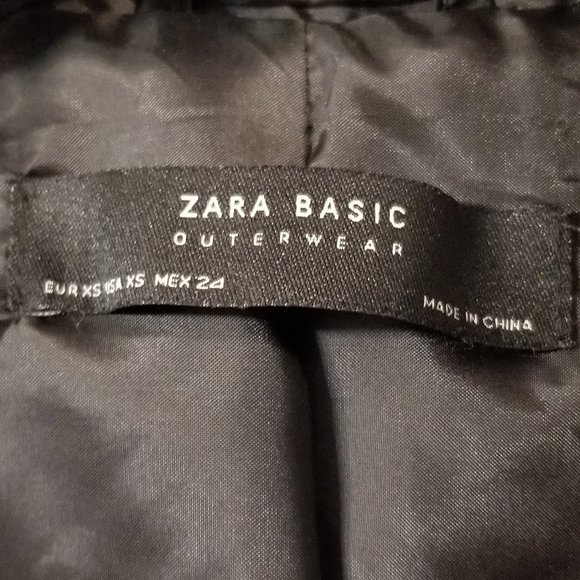 ZARA BASIC
OUTERWEAR
EUR XS USA XS MEX 24
MADE IN CHINA